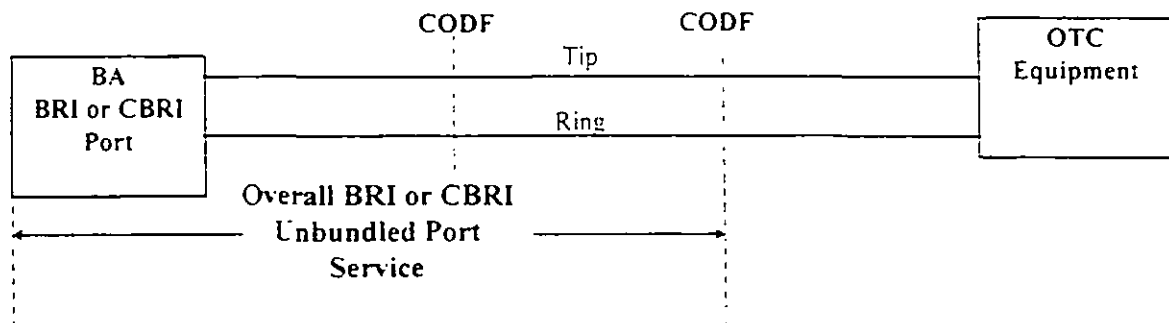 CODF
CODF
OTC
Equipment
Tip
BA
BRI or CBRI
Port
Ring
Overall BRI or CBRI
Unbundled Port
Service